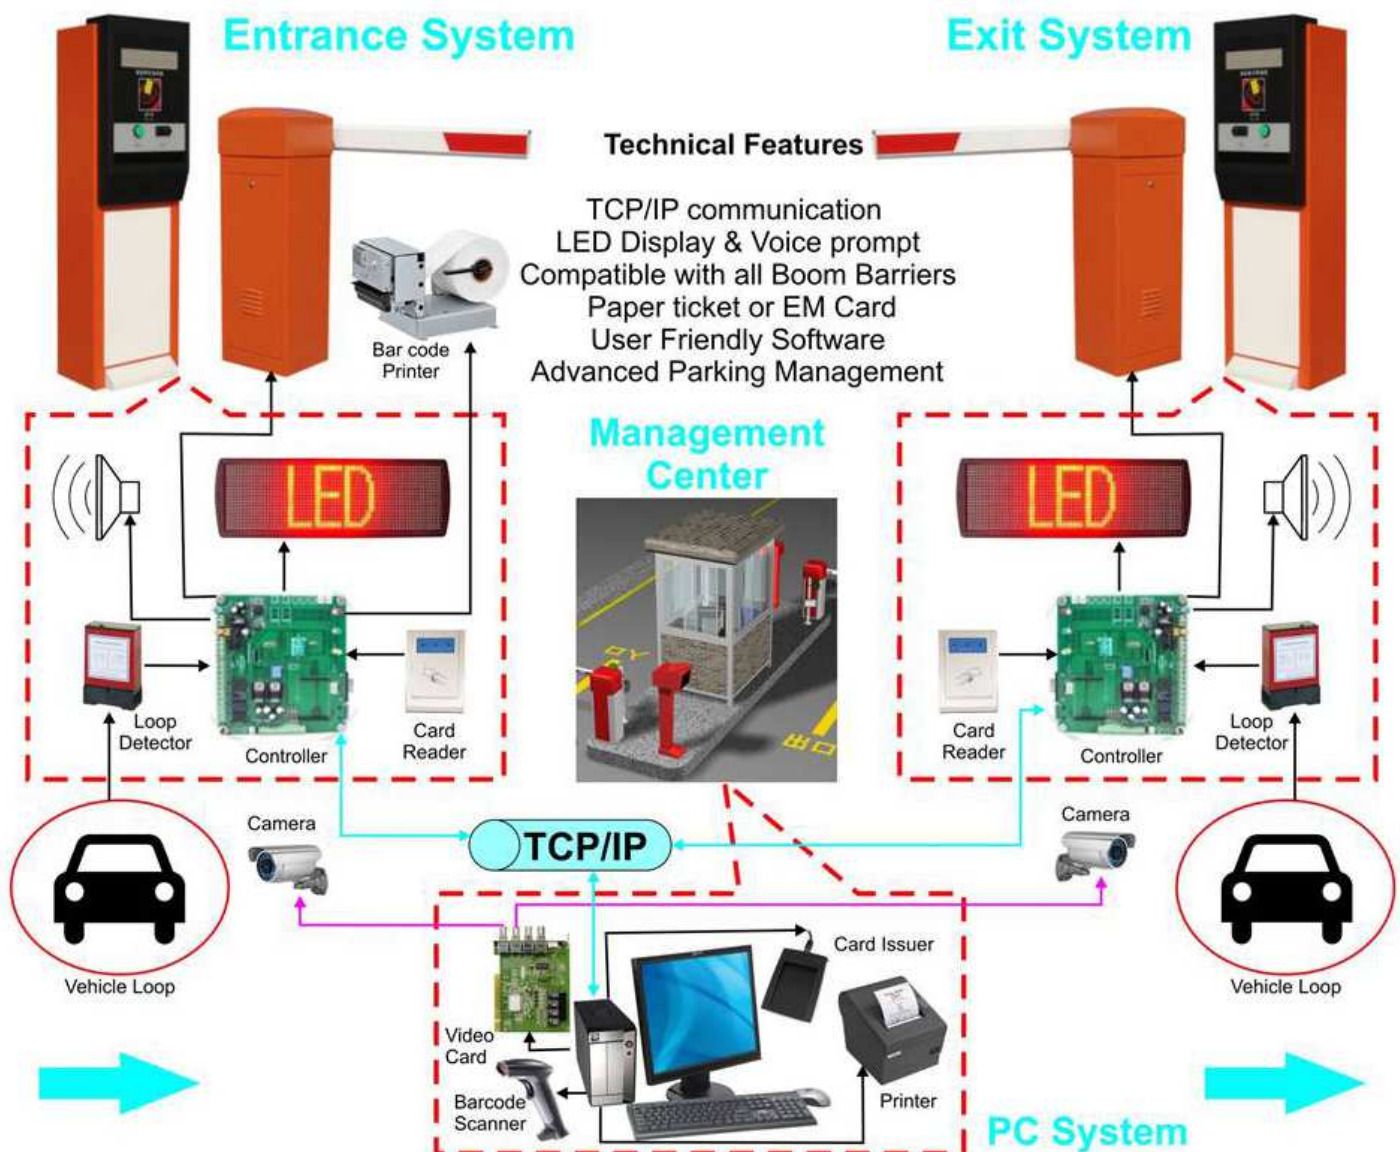 Entrance System
Exit System
Technical Features
TCP/IP communication
LED Display & Voice prompt
Compatible with all Boom Barriers
Paper ticket or EM Card
User Friendly Software
Advanced Parking Management
Bar code
Printer
Management
Center
LED
LED
Loop
Detector
Controller
Card
Reader
出口
Card
Reader
Controller
Loop
Detector
Camera
TCP/IP
Camera
Vehicle Loop
Vehicle Loop
Card Issuer
Video
Card
Barcode
Scanner
Printer
PC System